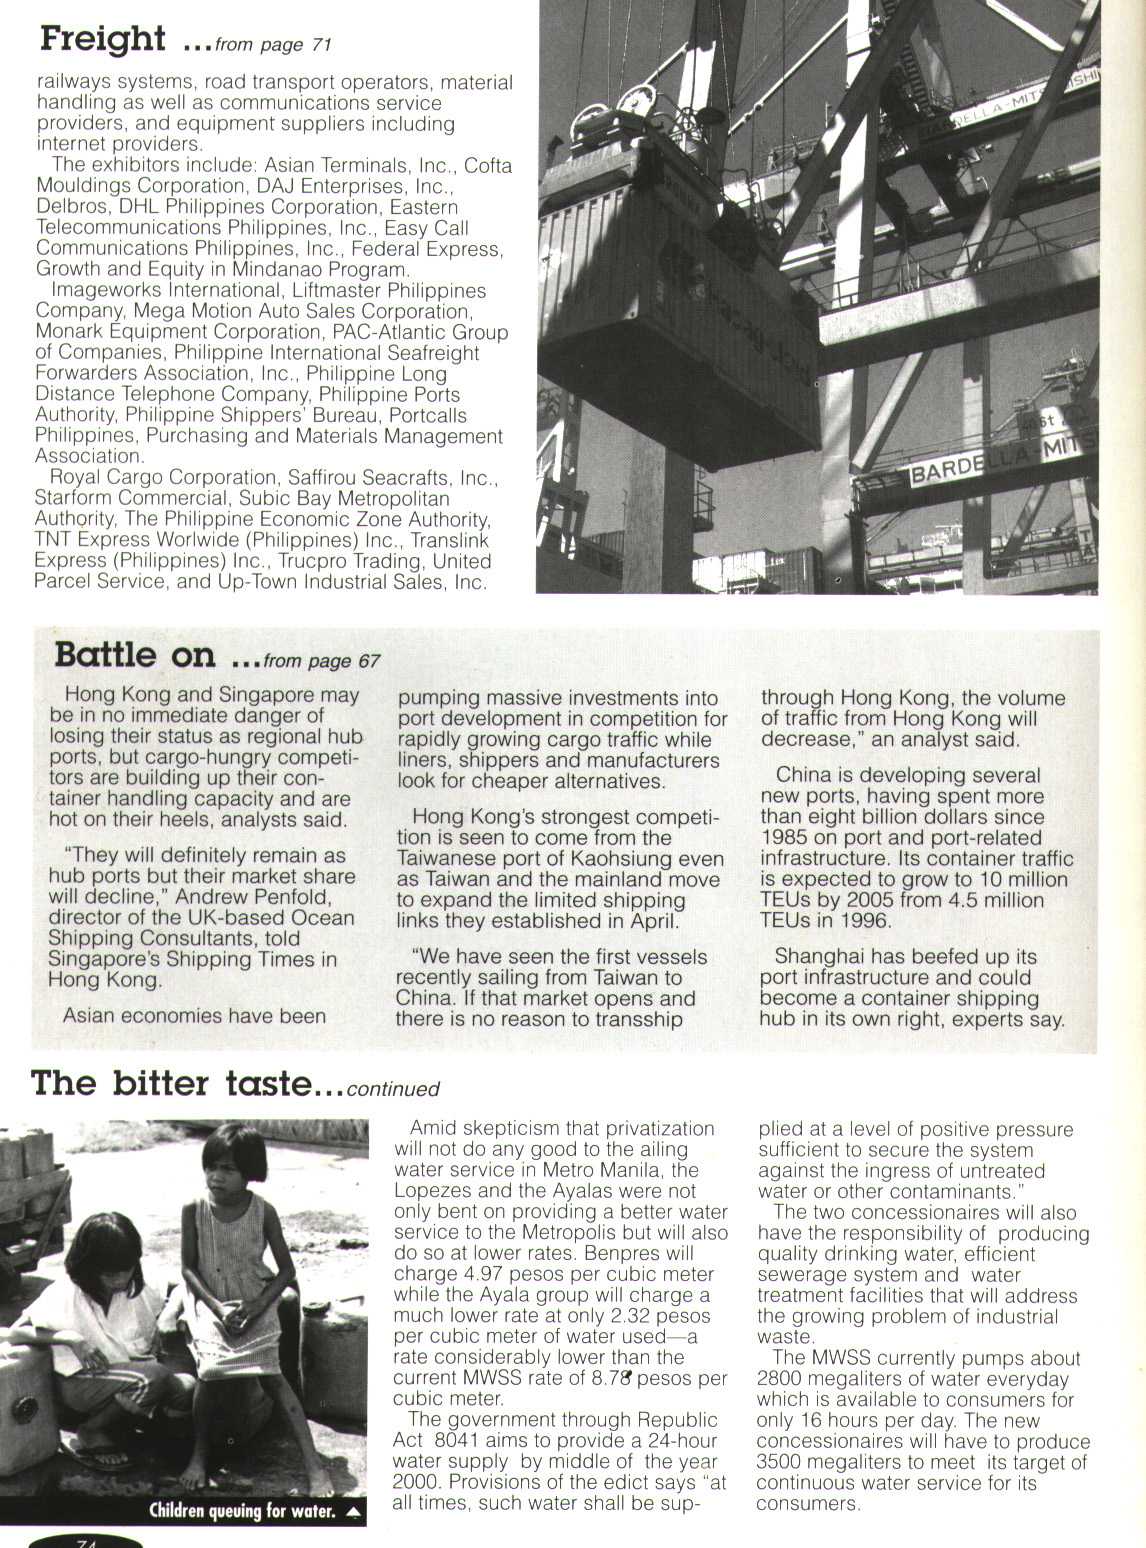 Freight ...from page 71
railways systems, road transport operators, material
handling as well as communications service
providers, and equipment suppliers including
internet providers.
The exhibitors include: Asian Terminals, Inc., Cofta
Mouldings Corporation, DAJ Enterprises, Inc.,
Delbros, DHL Philippines Corporation, Eastern
Telecommunications Philippines, Inc., Easy Call
Communications Philippines, Inc., Federal Express,
Growth and Equity in Mindanao Program.
Imageworks International, Liftmaster Philippines
Company, Mega Motion Auto Sales Corporation,
Monark Equipment Corporation, PAC-Atlantic Group
of Companies, Philippine International Seafreight
Forwarders Association, Inc., Philippine Long
Distance Telephone Company, Philippine Ports
Authority, Philippine Shippers' Bureau, Portcalls
Philippines, Purchasing and Materials Management
Association.
Royal Cargo Corporation, Saffirou Seacrafts, Inc.,
Starform Commercial, Subic Bay Metropolitan
Authority, The Philippine Economic Zone Authority,
TNT Express Worlwide (Philippines) Inc., Translink
Express (Philippines) Inc., Trucpro Trading, United
Parcel Service, and Up-Town Industrial Sales, Inc.
BARDELLA-MITSUBISHI
BARDELLA-MITS
Battle on ...from page 67
Hong Kong and Singapore may
be in no immediate danger of
losing their status as regional hub
ports, but cargo-hungry competi-
tors are building up their con-
tainer handling capacity and are
hot on their heels, analysts said.
"They will definitely remain as
hub ports but their market share
will decline," Andrew Penfold,
director of the UK-based Ocean
Shipping Consultants, told
Singapore's Shipping Times in
Hong Kong.
Asian economies have been
pumping massive investments into
port development in competition for
rapidly growing cargo traffic while
liners, shippers and manufacturers
look for cheaper alternatives.
Hong Kong's strongest competi-
tion is seen to come from the
Taiwanese port of Kaohsiung even
as Taiwan and the mainland move
to expand the limited shipping
links they established in April.
"We have seen the first vessels
recently sailing from Taiwan to
China. If that market opens and
there is no reason to transship
through Hong Kong, the volume
of traffic from Hong Kong will
decrease," an analyst said.
China is developing several
new ports, having spent more
than eight billion dollars since
1985 on port and port-related
infrastructure. Its container traffic
is expected to grow to 10 million
TEUs by 2005 from 4.5 million
TEUs in 1996.
Shanghai has beefed up its
port infrastructure and could
become a container shipping
hub in its own right, experts say.
The bitter taste...continued
Children queuing for water.
Amid skepticism that privatization
will not do any good to the ailing
water service in Metro Manila, the
Lopezes and the Ayalas were not
only bent on providing a better water
service to the Metropolis but will also
do so at lower rates. Benpres will
charge 4.97 pesos per cubic meter
while the Ayala group will charge a
much lower rate at only 2.32 pesos
per cubic meter of water used—a
rate considerably lower than the
current MWSS rate of 8.78 pesos per
cubic meter.
The government through Republic
Act 8041 aims to provide a 24-hour
water supply by middle of the year
2000. Provisions of the edict says "at
all times, such water shall be sup-
plied at a level of positive pressure
sufficient to secure the system
against the ingress of untreated
water or other contaminants."
The two concessionaires will also
have the responsibility of producing
quality drinking water, efficient
sewerage system and water
treatment facilities that will address
the growing problem of industrial
waste.
The MWSS currently pumps about
2800 megaliters of water everyday
which is available to consumers for
only 16 hours per day. The new
concessionaires will have to produce
3500 megaliters to meet its target of
continuous water service for its
consumers.
74